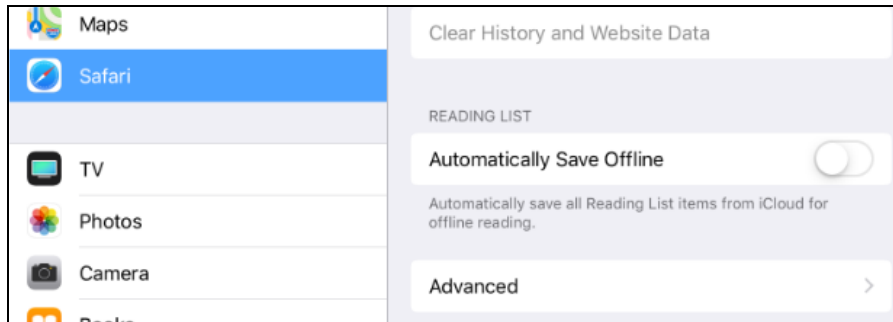 Maps
Safari
TV
Photos
Camera
Books
Clear History and Website Data
READING LIST
Automatically Save Offline
Automatically save all Reading List items from iCloud for
offline reading.
Advanced